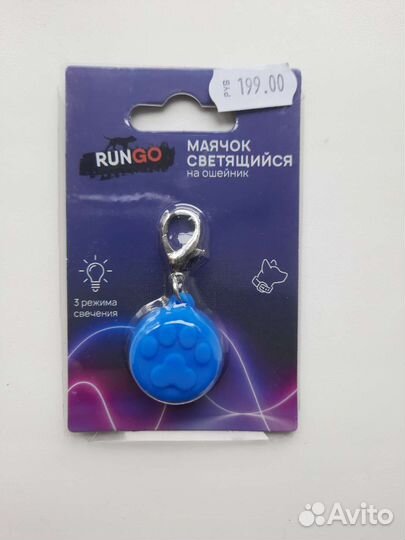 РУБ 199.00
RUNGO
МАЯЧОК
СВЕТЯЩИЙСЯ
на ошейник
3 режима
свечения
Avito